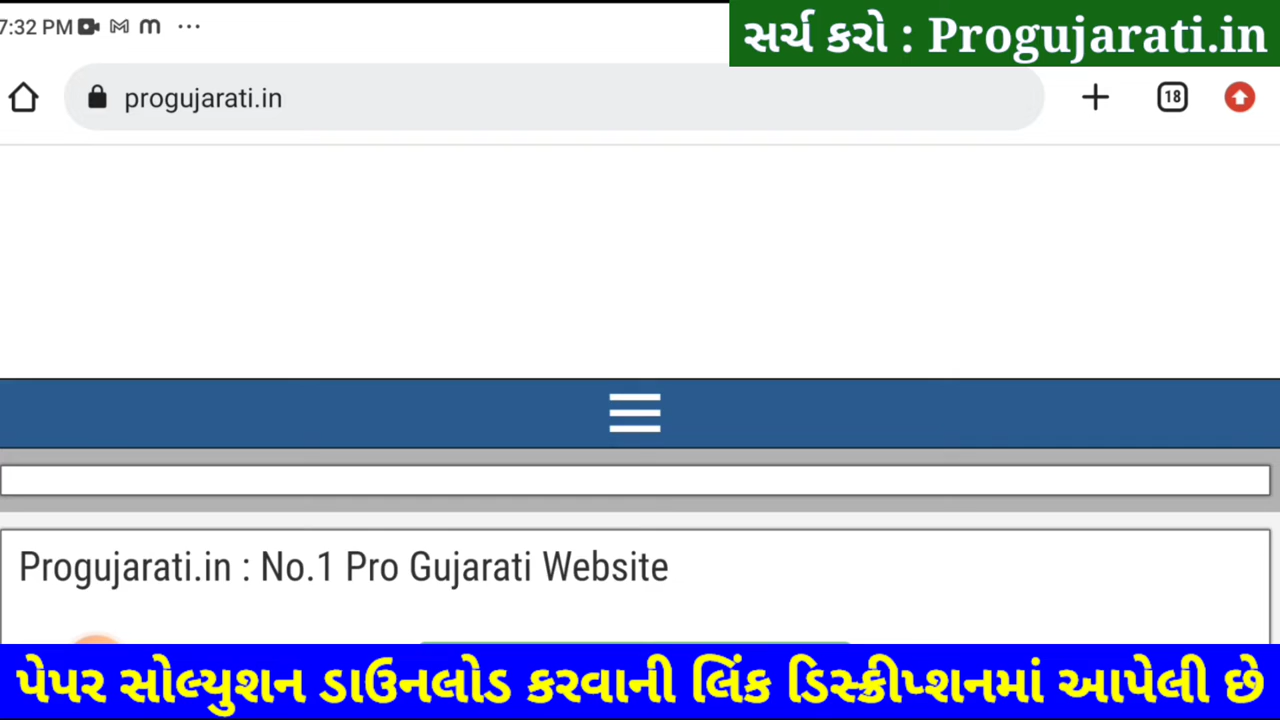 7:32 PM
સર્ચ કરો : Progujarati.in
progujarati.in
18
Progujarati.in : No.1 Pro Gujarati Website
પેપર સોલ્યુશન ડાઉનલોડ કરવાની લિંક ડિસ્ક્રીપ્શનમાં આપેલી છે